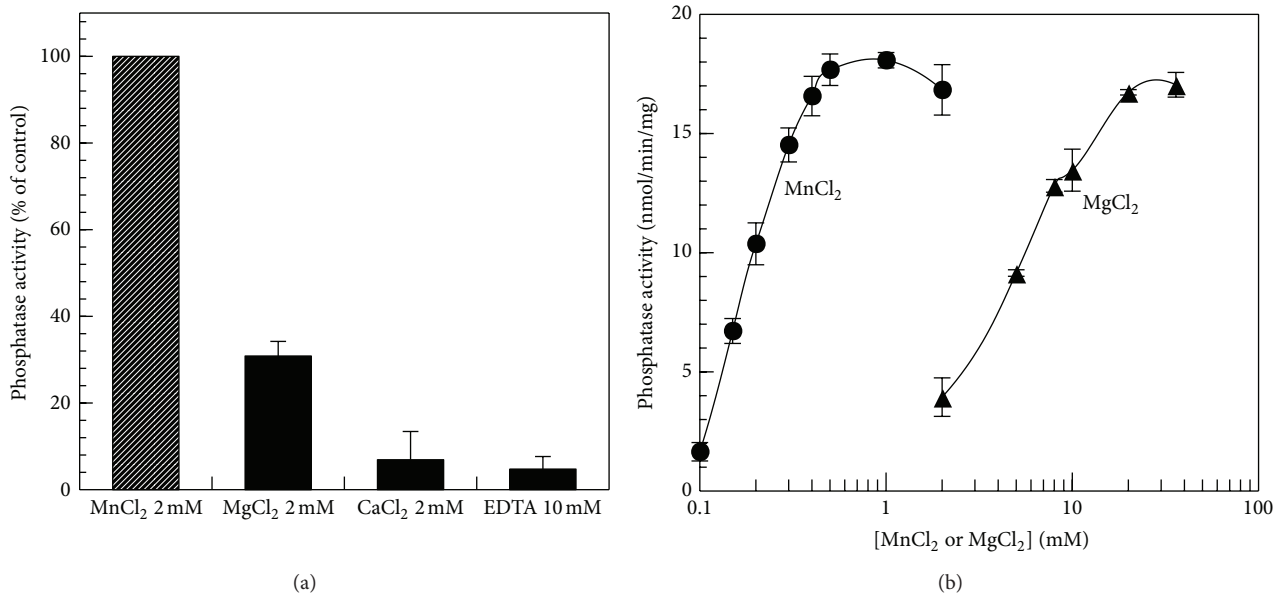 100
80
60
40
20
0
Phosphatase activity (% of control)
MnCl₂ 2 mM
MgCl₂ 2 mM
CaCl₂ 2 mM
EDTA 10 mM
(a)
20
15
10
5
0
Phosphatase activity (nmol/min/mg)
MnCl₂
MgCl₂
0.1
1
10
100
[MnCl₂ or MgCl₂] (mM)
(b)